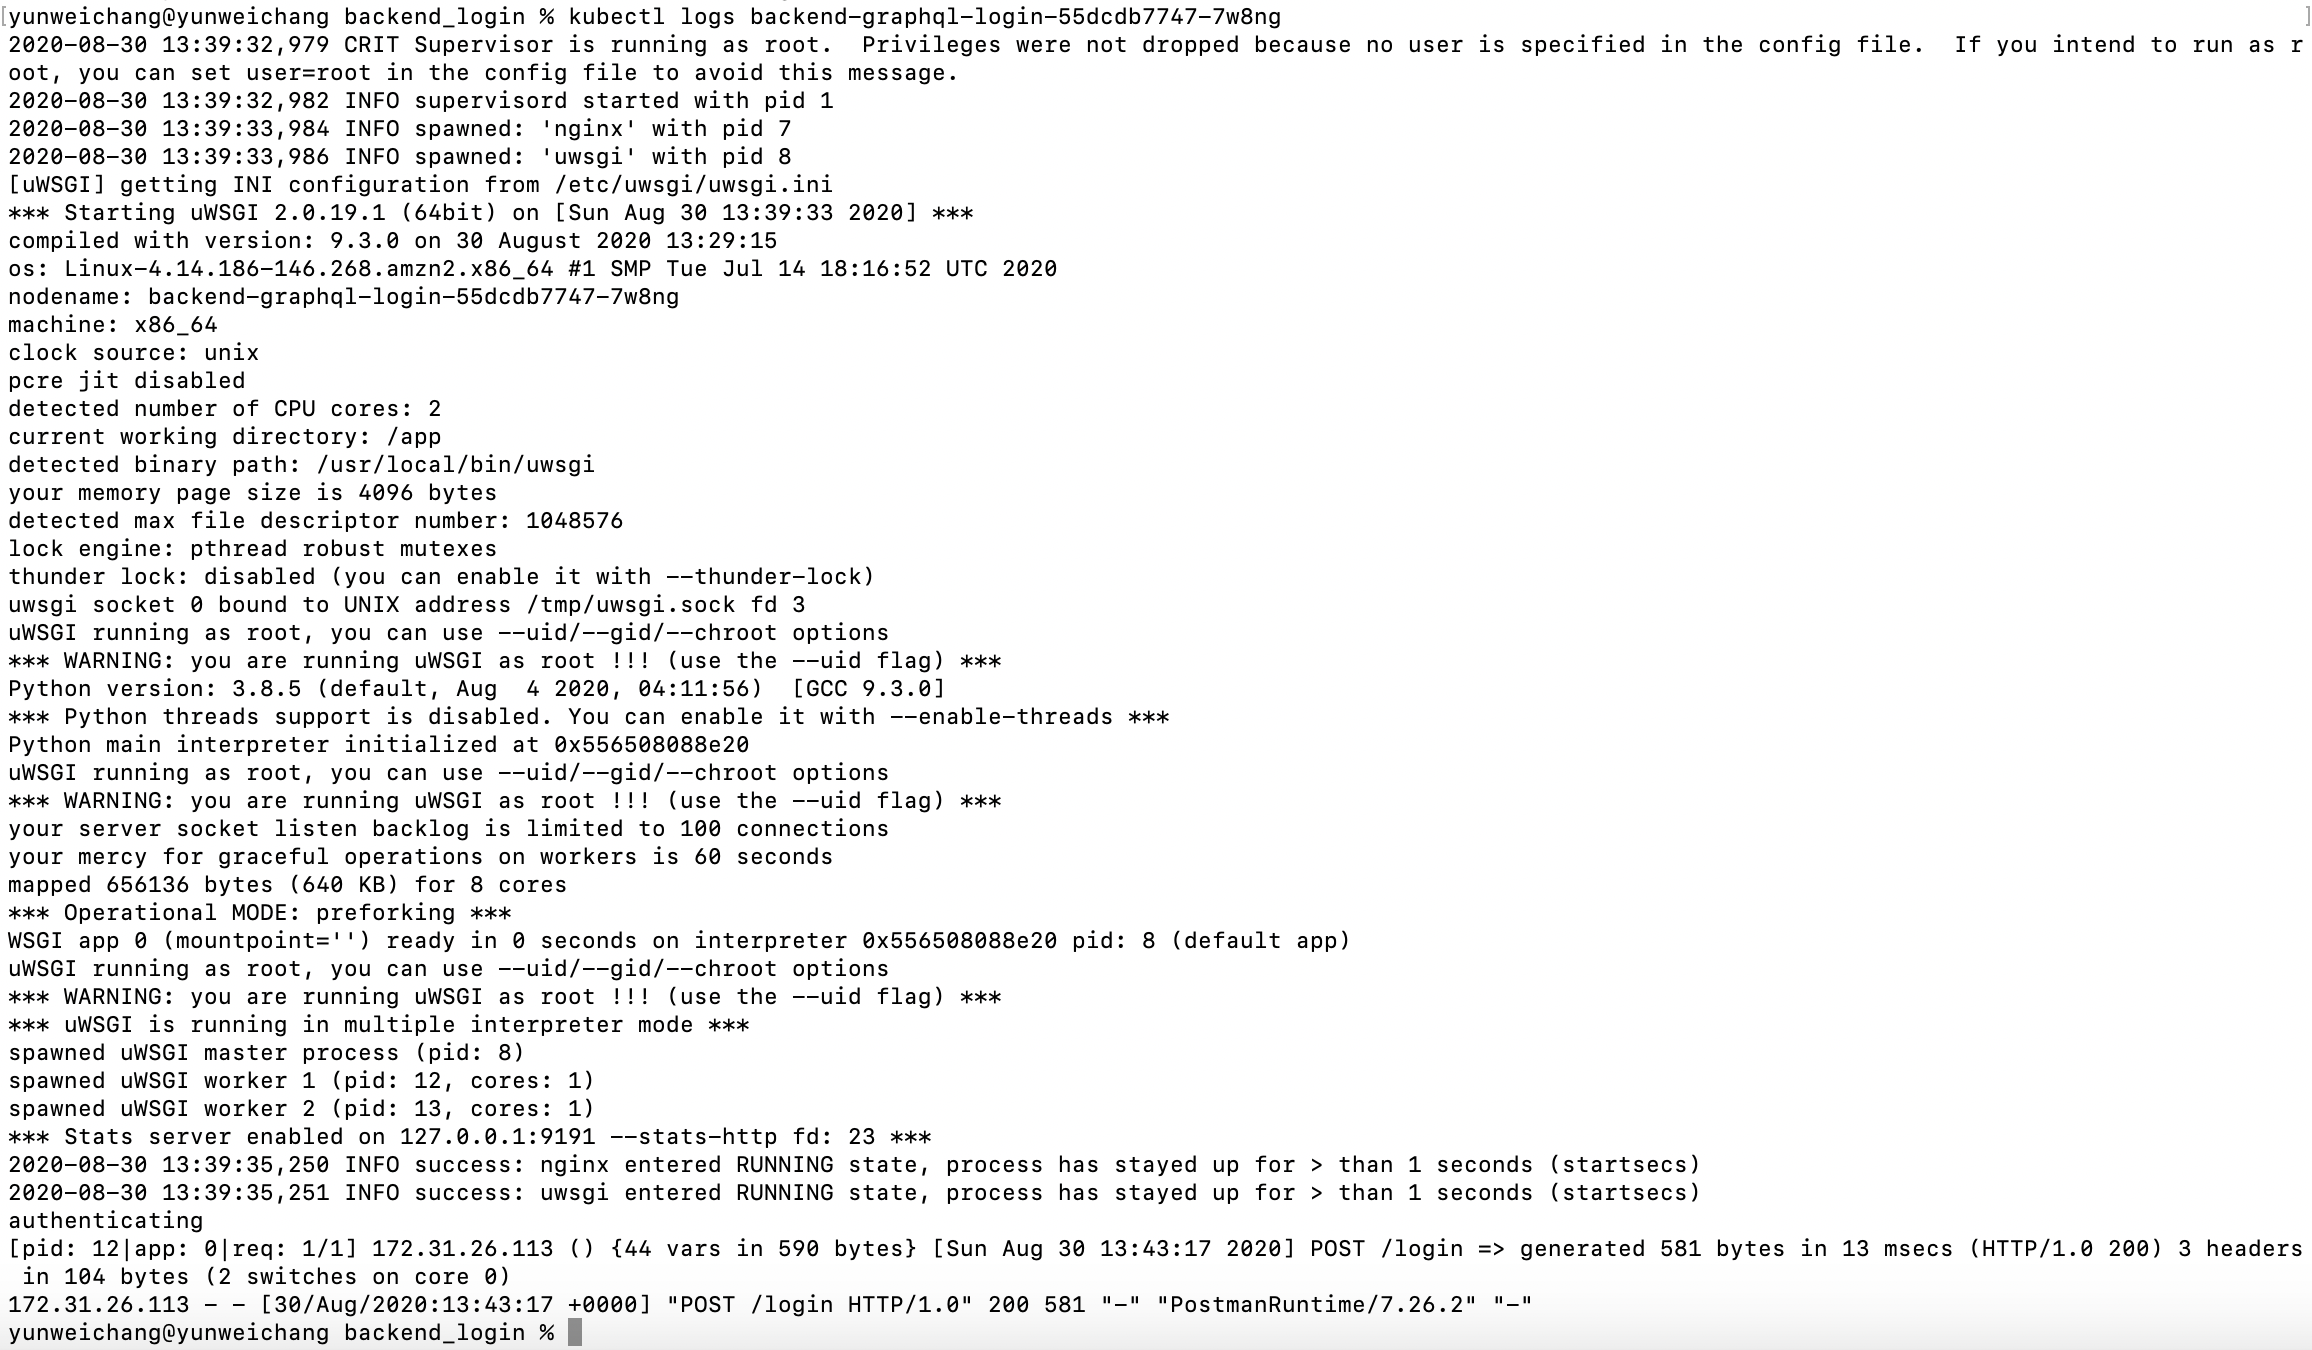 [yunweichang@yunweichang backend_login % kubectl logs backend-graphql-login-55dcdb7747-7w8ng ]
2020-08-30 13:39:32,979 CRIT Supervisor is running as root.  Privileges were not dropped because no user is specified in the config file.  If you intend to run as r
oot, you can set user=root in the config file to avoid this message.
2020-08-30 13:39:32,982 INFO supervisord started with pid 1
2020-08-30 13:39:33,984 INFO spawned: 'nginx' with pid 7
2020-08-30 13:39:33,986 INFO spawned: 'uwsgi' with pid 8
[uWSGI] getting INI configuration from /etc/uwsgi/uwsgi.ini
*** Starting uWSGI 2.0.19.1 (64bit) on [Sun Aug 30 13:39:33 2020] ***
compiled with version: 9.3.0 on 30 August 2020 13:29:15
os: Linux-4.14.186-146.268.amzn2.x86_64 #1 SMP Tue Jul 14 18:16:52 UTC 2020
nodename: backend-graphql-login-55dcdb7747-7w8ng
machine: x86_64
clock source: unix
pcre jit disabled
detected number of CPU cores: 2
current working directory: /app
detected binary path: /usr/local/bin/uwsgi
your memory page size is 4096 bytes
detected max file descriptor number: 1048576
lock engine: pthread robust mutexes
thunder lock: disabled (you can enable it with --thunder-lock)
uwsgi socket 0 bound to UNIX address /tmp/uwsgi.sock fd 3
uWSGI running as root, you can use --uid/--gid/--chroot options
*** WARNING: you are running uWSGI as root !!! (use the --uid flag) ***
Python version: 3.8.5 (default, Aug  4 2020, 04:11:56)  [GCC 9.3.0]
*** Python threads support is disabled. You can enable it with --enable-threads ***
Python main interpreter initialized at 0x556508088e20
uWSGI running as root, you can use --uid/--gid/--chroot options
*** WARNING: you are running uWSGI as root !!! (use the --uid flag) ***
your server socket listen backlog is limited to 100 connections
your mercy for graceful operations on workers is 60 seconds
mapped 656136 bytes (640 KB) for 8 cores
*** Operational MODE: preforking ***
WSGI app 0 (mountpoint='') ready in 0 seconds on interpreter 0x556508088e20 pid: 8 (default app)
uWSGI running as root, you can use --uid/--gid/--chroot options
*** WARNING: you are running uWSGI as root !!! (use the --uid flag) ***
*** uWSGI is running in multiple interpreter mode ***
spawned uWSGI master process (pid: 8)
spawned uWSGI worker 1 (pid: 12, cores: 1)
spawned uWSGI worker 2 (pid: 13, cores: 1)
*** Stats server enabled on 127.0.0.1:9191 --stats-http fd: 23 ***
2020-08-30 13:39:35,250 INFO success: nginx entered RUNNING state, process has stayed up for > than 1 seconds (startsecs)
2020-08-30 13:39:35,251 INFO success: uwsgi entered RUNNING state, process has stayed up for > than 1 seconds (startsecs)
authenticating
[pid: 12|app: 0|req: 1/1] 172.31.26.113 () {44 vars in 590 bytes} [Sun Aug 30 13:43:17 2020] POST /login => generated 581 bytes in 13 msecs (HTTP/1.0 200) 3 headers
 in 104 bytes (2 switches on core 0)
172.31.26.113 - - [30/Aug/2020:13:43:17 +0000] "POST /login HTTP/1.0" 200 581 "-" "PostmanRuntime/7.26.2" "-"
yunweichang@yunweichang backend_login %